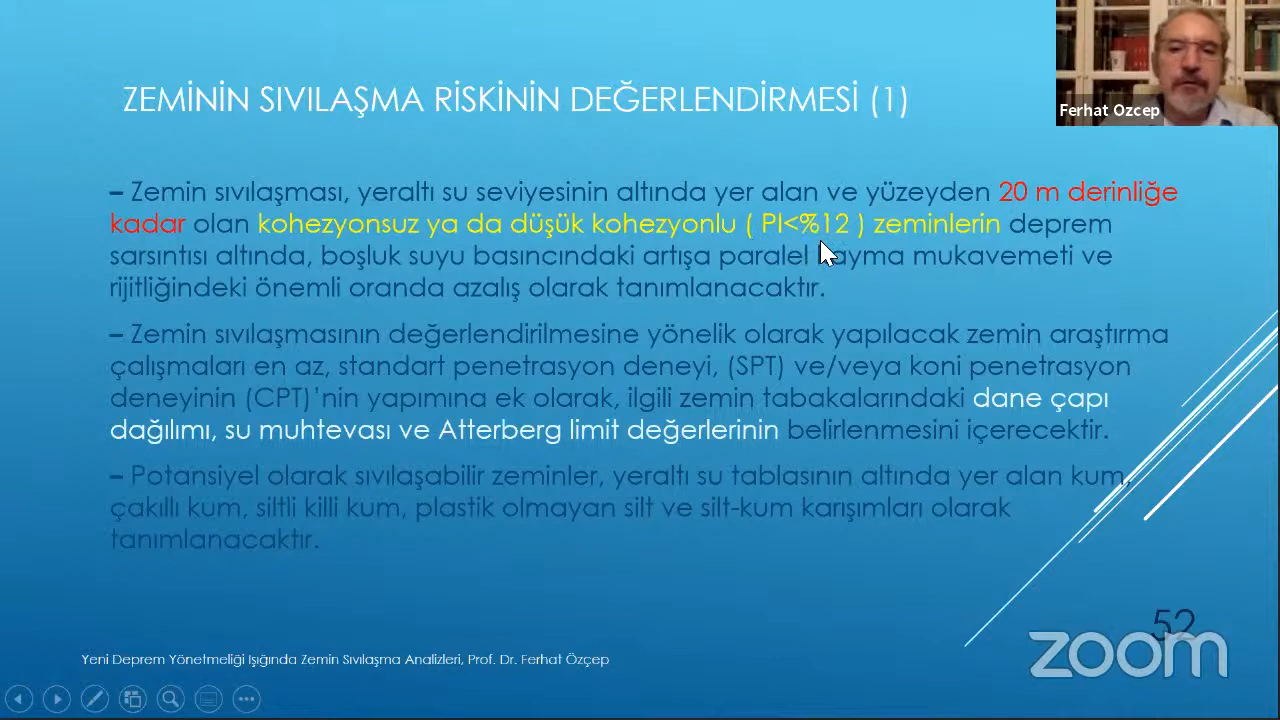 ZEMİNİN SIVILAŞMA RİSKİNİN DEĞERLENDİRMESİ (1)
Ferhat Ozcep
– Zemin sıvılaşması, yeraltı su seviyesinin altında yer alan ve yüzeyden 20 m derinliğe
kadar olan kohezyonsuz ya da düşük kohezyonlu ( PI<%12 ) zeminlerin deprem
sarsıntısı altında, boşluk suyu basıncındaki artışa paralel kayma mukavemeti ve
rijitliğindeki önemli oranda azalış olarak tanımlanacaktır.
– Zemin sıvılaşmasının değerlendirilmesine yönelik olarak yapılacak zemin araştırma
çalışmaları en az, standart penetrasyon deneyi, (SPT) ve/veya koni penetrasyon
deneyinin (CPT)’nin yapımına ek olarak, ilgili zemin tabakalarındaki dane çapı
dağılımı, su muhtevası ve Atterberg limit değerlerinin belirlenmesini içerecektir.
– Potansiyel olarak sıvılaşabilir zeminler, yeraltı su tablasının altında yer alan kum,
çakıllı kum, siltli killi kum, plastik olmayan silt ve silt-kum karışımları olarak
tanımlanacaktır.
52
Yeni Deprem Yönetmeliği Işığında Zemin Sıvılaşma Analizleri, Prof. Dr. Ferhat Özçep
zoom